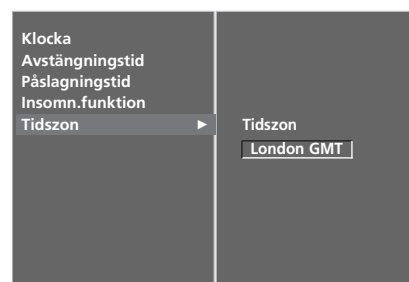 Klocka
Avstängningstid
Påslagningstid
Insomn.funktion
Tidszon
Tidszon
London GMT